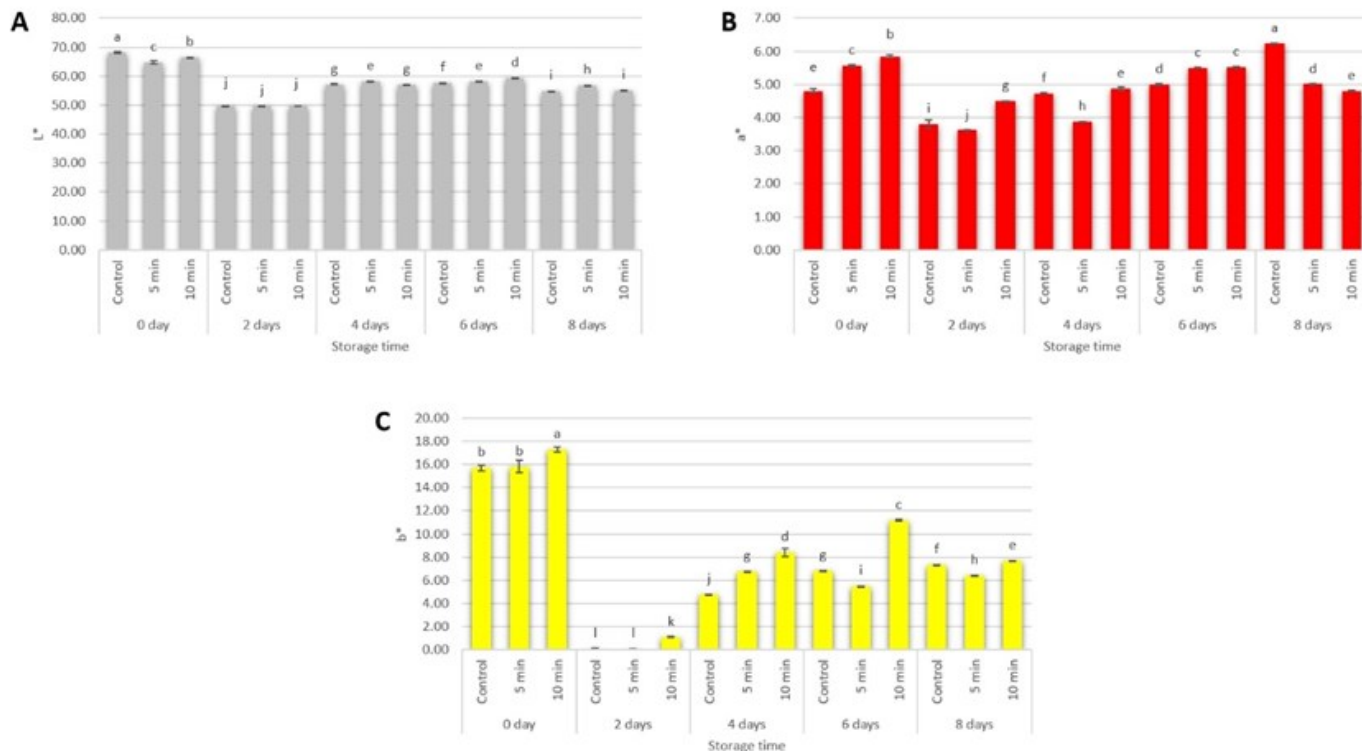 A
80.00
70.00
60.00
50.00
40.00
30.00
20.00
10.00
0.00
L*
a c b j j j g e g f e d i h i
Control 5 min 10 min Control 5 min 10 min Control 5 min 10 min Control 5 min 10 min Control 5 min 10 min
0 day 2 days 4 days 6 days 8 days
Storage time
B
7.00
6.00
5.00
4.00
3.00
2.00
1.00
0.00
a*
e c b i j g f h e d c c a d e
Control 5 min 10 min Control 5 min 10 min Control 5 min 10 min Control 5 min 10 min Control 5 min 10 min
0 day 2 days 4 days 6 days 8 days
Storage time
C
20.00
18.00
16.00
14.00
12.00
10.00
8.00
6.00
4.00
2.00
0.00
b*
b b a l l k j g d g i c f h e
Control 5 min 10 min Control 5 min 10 min Control 5 min 10 min Control 5 min 10 min Control 5 min 10 min
0 day 2 days 4 days 6 days 8 days
Storage time